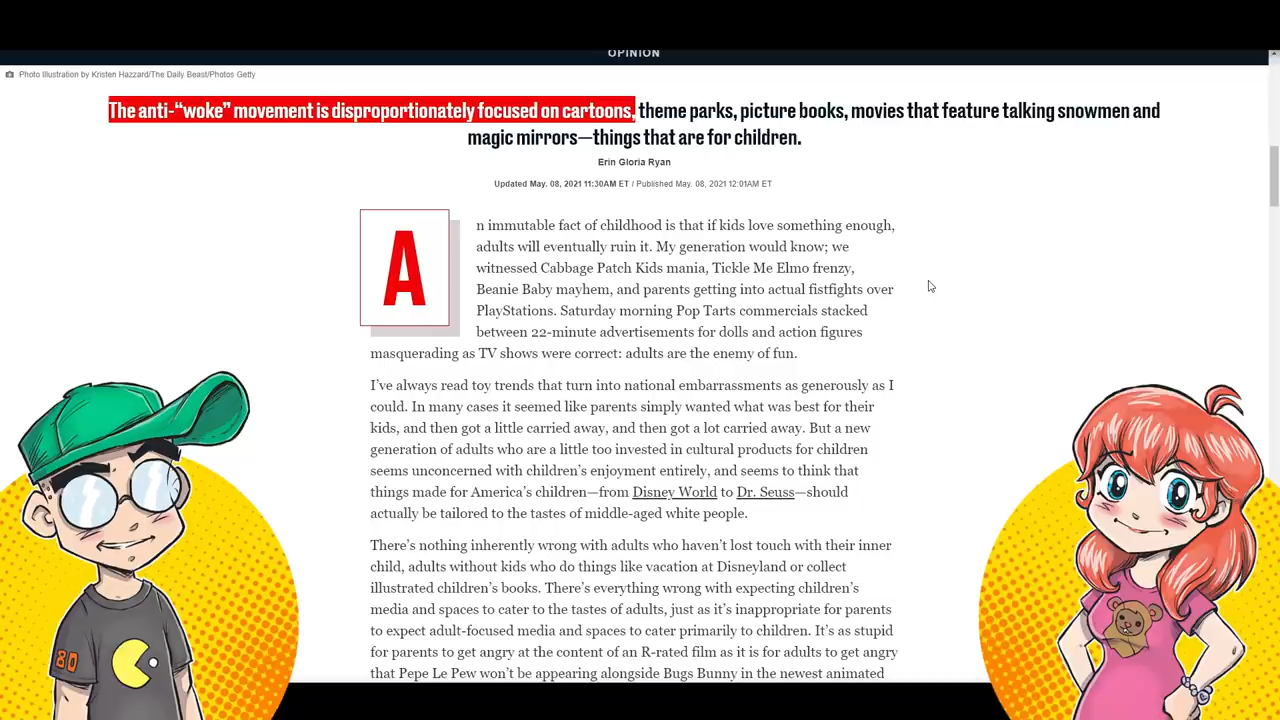 OPINION
Photo Illustration by Kristen Hazzard/The Daily Beast/Photos Getty
The anti-“woke” movement is disproportionately focused on cartoons, theme parks, picture books, movies that feature talking snowmen and
magic mirrors—things that are for children.
Erin Gloria Ryan
Updated May. 08, 2021 11:30AM ET / Published May. 08, 2021 12:01AM ET
A
n immutable fact of childhood is that if kids love something enough,
adults will eventually ruin it. My generation would know; we
witnessed Cabbage Patch Kids mania, Tickle Me Elmo frenzy,
Beanie Baby mayhem, and parents getting into actual fistfights over
PlayStations. Saturday morning Pop Tarts commercials stacked
between 22-minute advertisements for dolls and action figures
masquerading as TV shows were correct: adults are the enemy of fun.
I’ve always read toy trends that turn into national embarrassments as generously as I
could. In many cases it seemed like parents simply wanted what was best for their
kids, and then got a little carried away, and then got a lot carried away. But a new
generation of adults who are a little too invested in cultural products for children
seems unconcerned with children’s enjoyment entirely, and seems to think that
things made for America’s children—from Disney World to Dr. Seuss—should
actually be tailored to the tastes of middle-aged white people.
There’s nothing inherently wrong with adults who haven’t lost touch with their inner
child, adults without kids who do things like vacation at Disneyland or collect
illustrated children’s books. There’s everything wrong with expecting children’s
media and spaces to cater to the tastes of adults, just as it’s inappropriate for parents
to expect adult-focused media and spaces to cater primarily to children. It’s as stupid
for parents to get angry at the content of an R-rated film as it is for adults to get angry
that Pepe Le Pew won’t be appearing alongside Bugs Bunny in the newest animated
80